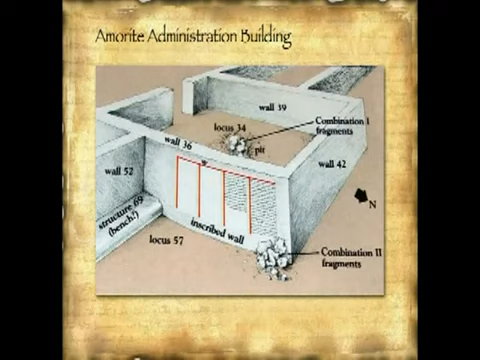 Amorite Administration Building
wall 39
Combination I
fragments
locus 34
wall 36
pit
wall 42
wall 52
N
structure 69
(bench?)
inscribed wall
locus 57
Combination II
fragments